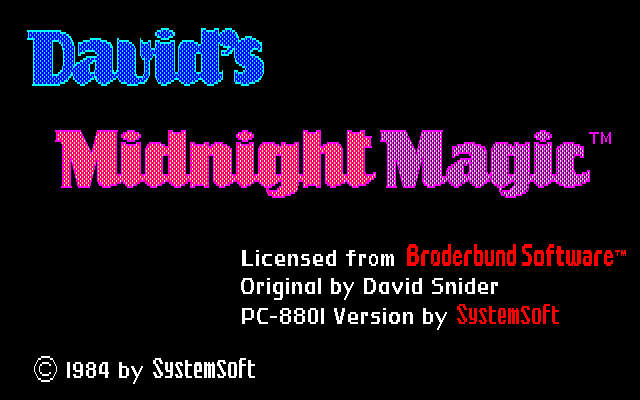 David's
Midnight Magic™
Licensed from Broderbund Software™
Original by David Snider
PC-8801 Version by SystemSoft
© 1984 by SystemSoft